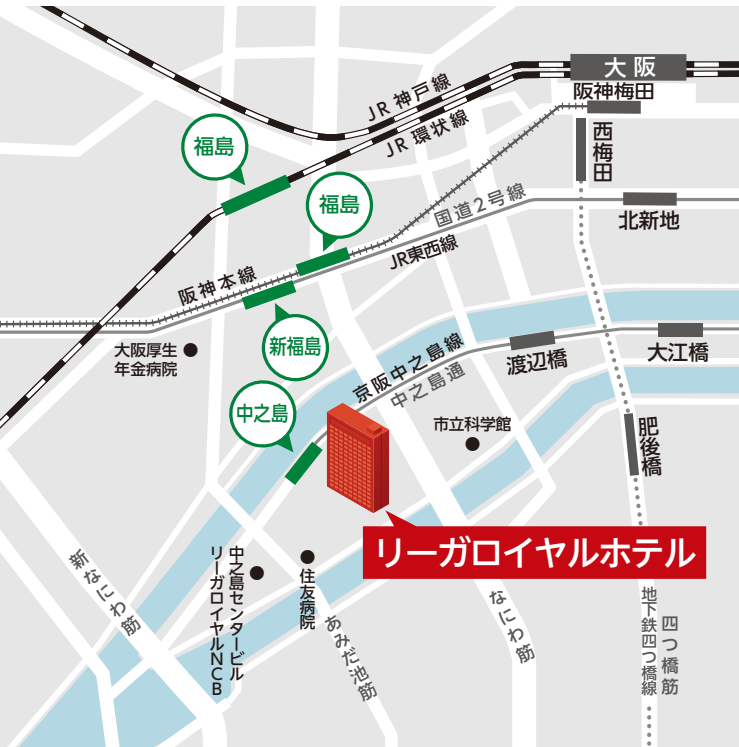 大阪
阪神梅田
JR神戸線
JR環状線
西梅田
福島
福島
国道2号線
北新地
JR東西線
阪神本線
新福島
大阪厚生
年金病院
京阪中之島線
中之島通
渡辺橋
大江橋
中之島
市立科学館
肥後橋
リーガロイヤルホテル
新なにわ筋
中之島センタービル
リーガロイヤルNCB
住友病院
あみだ池筋
なにわ筋
四つ橋筋
地下鉄四つ橋線